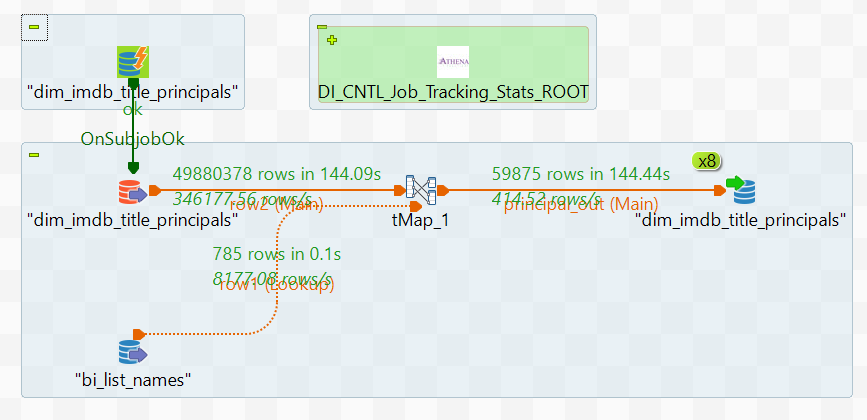 "dim_imdb_title_principals"
ATHENA
DI_CNTL_Job_Tracking_Stats_ROOT
ok
OnSubjobOk
x8
49880378 rows in 144.09s
346177.56 rows/s
row2 (Main)
59875 rows in 144.44s
414.52 rows/s
principal_out (Main)
"dim_imdb_title_principals"
tMap_1
"dim_imdb_title_principals"
785 rows in 0.1s
8177.08 rows/s
row1 (Lookup)
"bi_list_names"